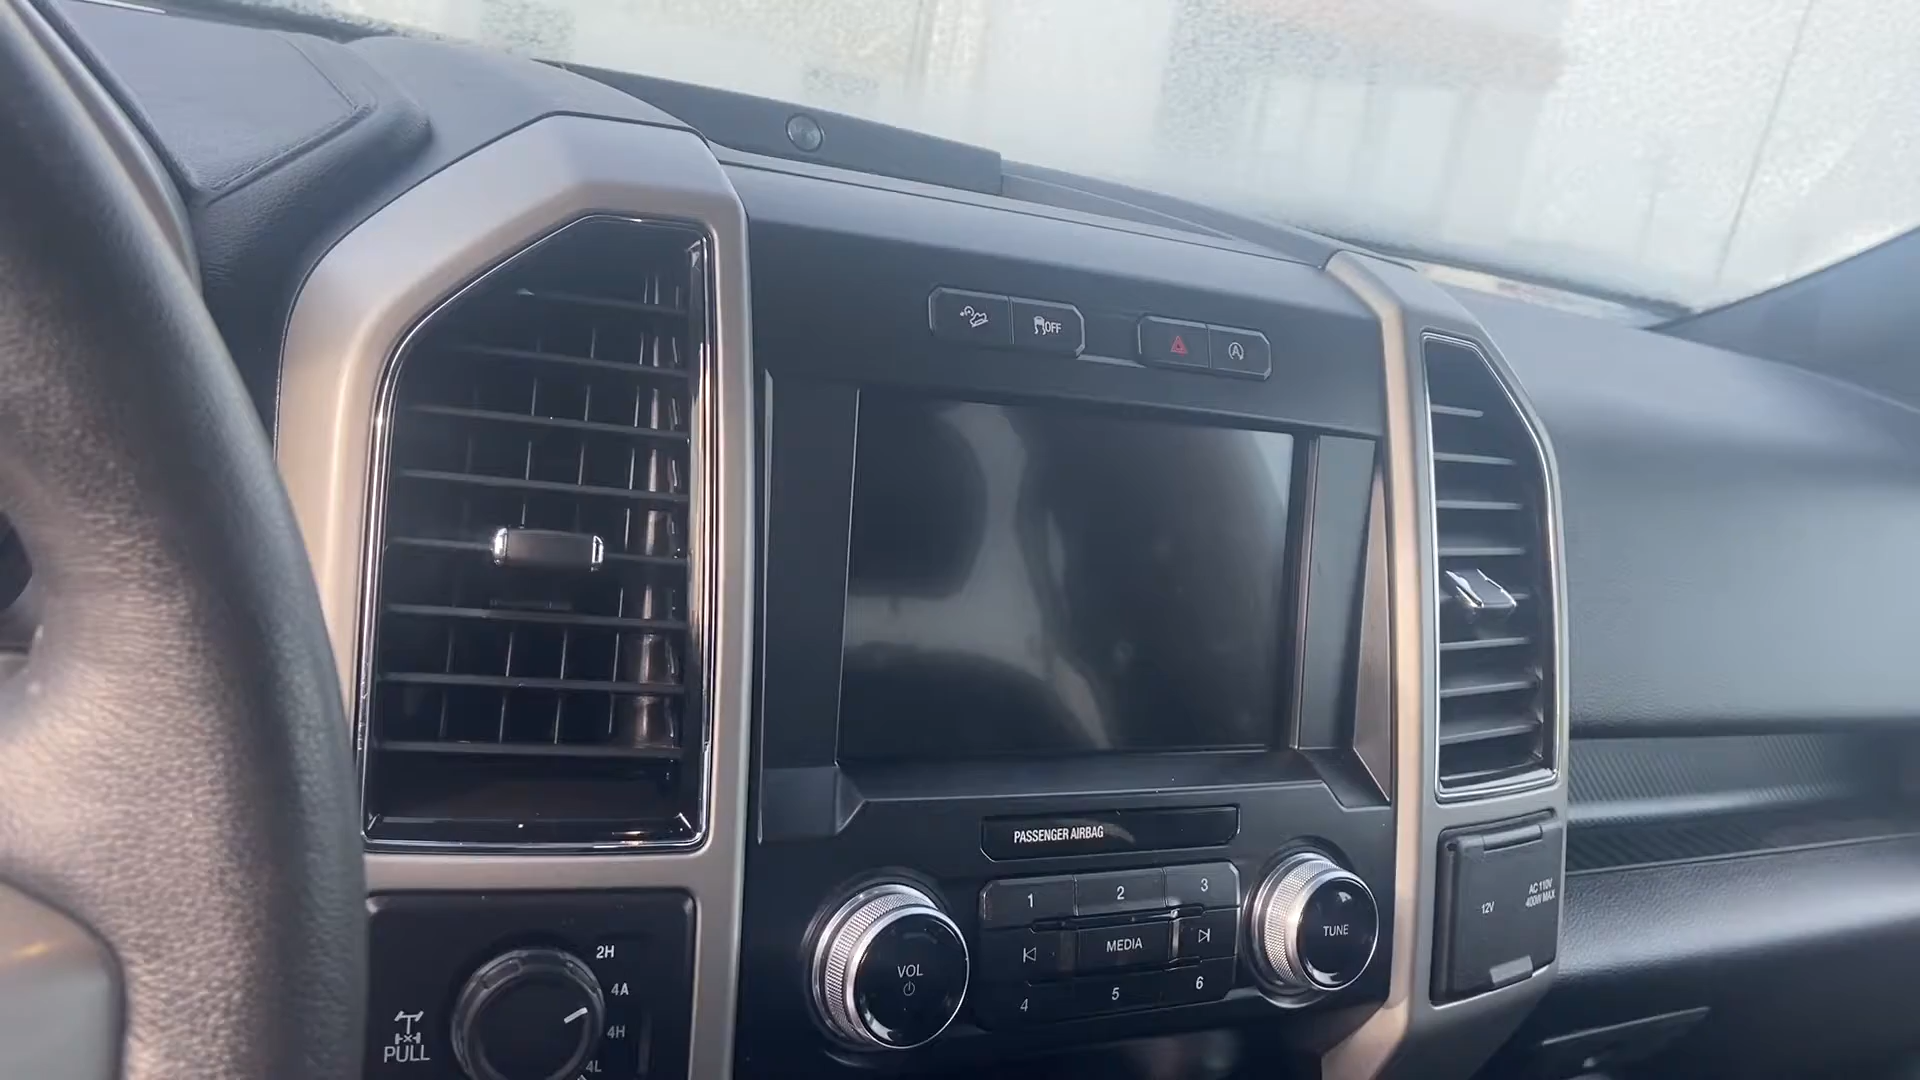 OFF
A
PASSENGER AIRBAG
1 2 3
MEDIA
4 5 6
VOL
TUNE
12V
AC 110V
400W MAX
2H
4A
4H
4L
PULL